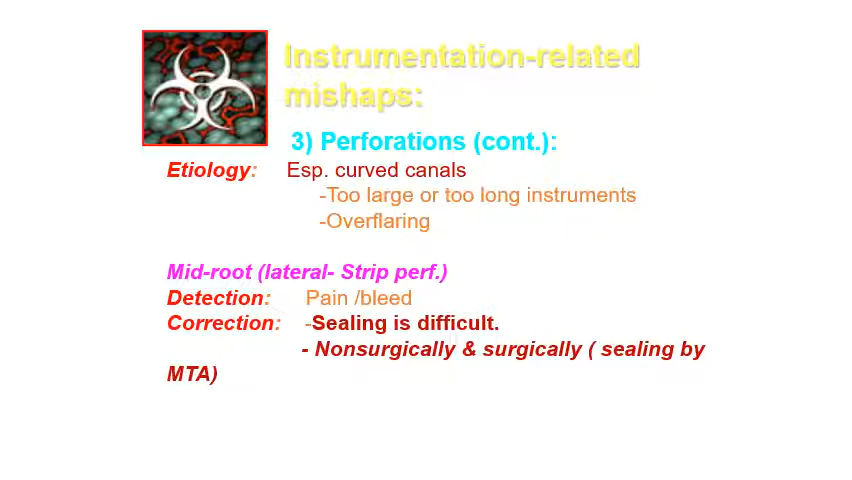 Instrumentation-related
mishaps:
3) Perforations (cont.):
Etiology: Esp. curved canals
-Too large or too long instruments
-Overflaring
Mid-root (lateral- Strip perf.)
Detection: Pain /bleed
Correction: -Sealing is difficult.
- Nonsurgically & surgically ( sealing by
MTA)